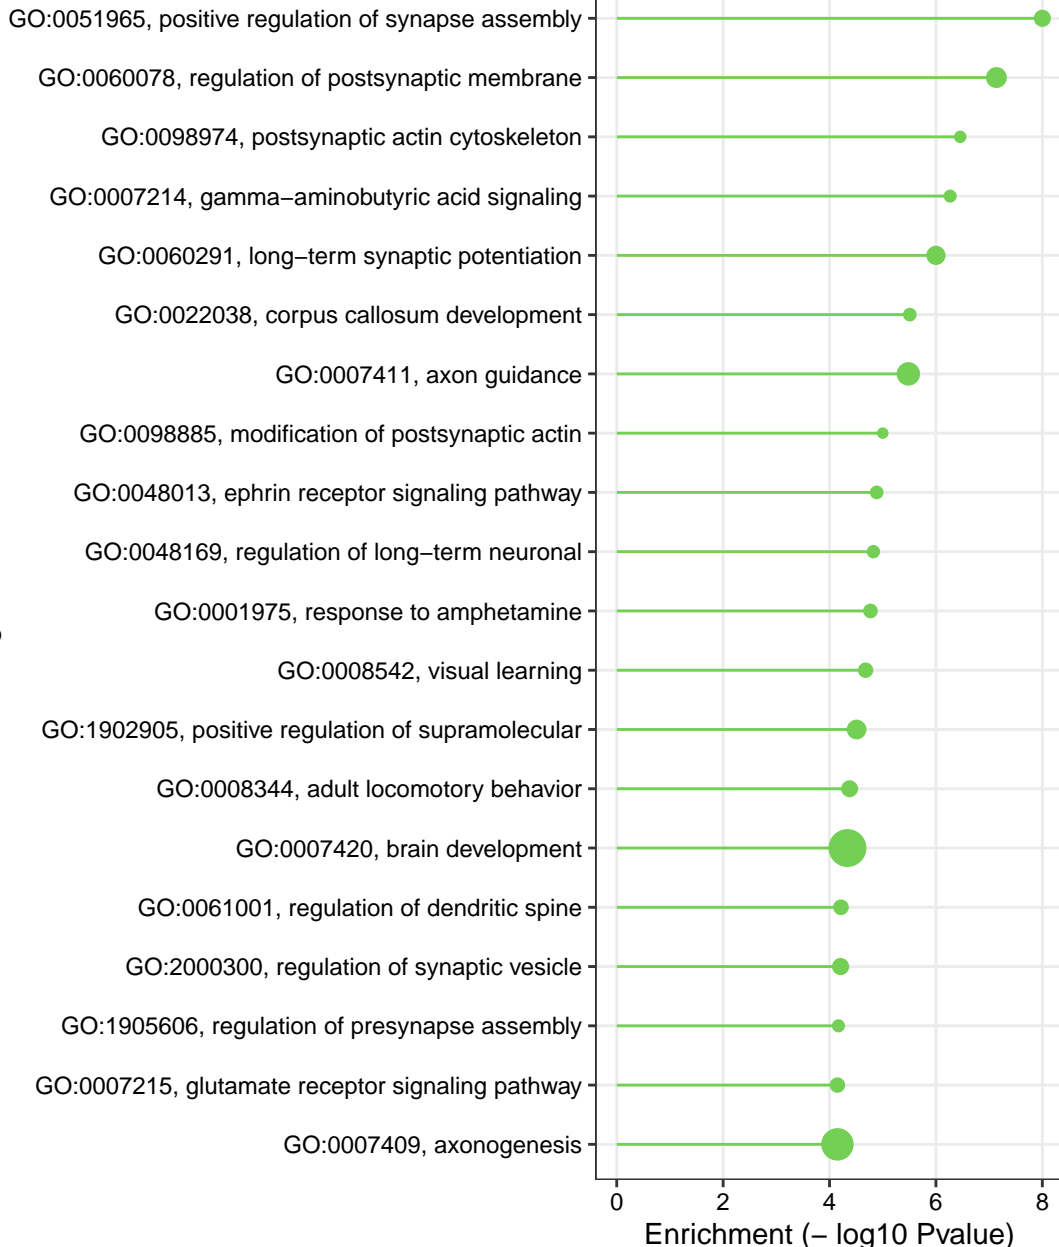 GO:0051965, positive regulation of synapse assembly
GO:0060078, regulation of postsynaptic membrane
GO:0098974, postsynaptic actin cytoskeleton
GO:0007214, gamma−aminobutyric acid signaling
GO:0060291, long−term synaptic potentiation
GO:0022038, corpus callosum development
GO:0007411, axon guidance
GO:0098885, modification of postsynaptic actin
GO:0048013, ephrin receptor signaling pathway
GO:0048169, regulation of long−term neuronal
GO:0001975, response to amphetamine
GO:0008542, visual learning
GO:1902905, positive regulation of supramolecular
GO:0008344, adult locomotory behavior
GO:0007420, brain development
GO:0061001, regulation of dendritic spine
GO:2000300, regulation of synaptic vesicle
GO:1905606, regulation of presynapse assembly
GO:0007215, glutamate receptor signaling pathway
GO:0007409, axonogenesis
0 2 4 6 8
Enrichment (− log10 Pvalue)